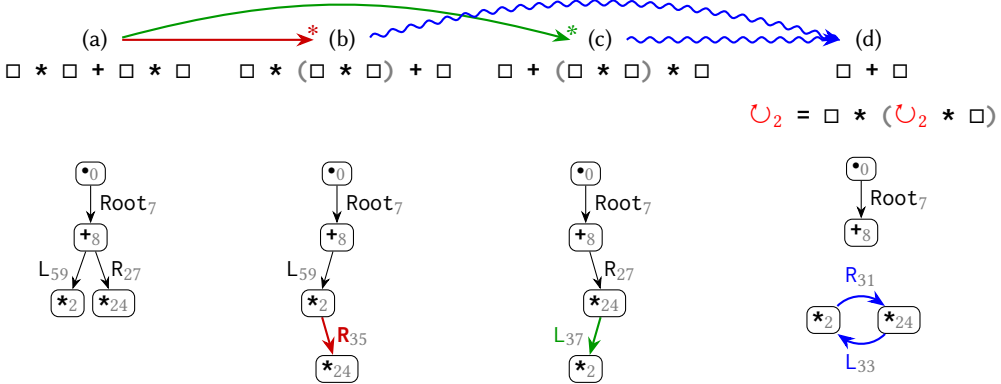 * *
(a) (b) (c) (d)
□ * □ + □ * □ □ * (□ * □) + □ □ + (□ * □) * □ □ + □
↻₂ = □ * (↻₂ * □)
•₀ •₀ •₀ •₀
Root₇ Root₇ Root₇ Root₇
+₈ +₈ +₈ +₈
L₅₉ R₂₇ L₅₉ R₂₇ R₃₁
*₂ *₂₄ *₂ *₂₄ *₂ *₂₄
R₃₅ L₃₇ L₃₃
*₂₄ *₂